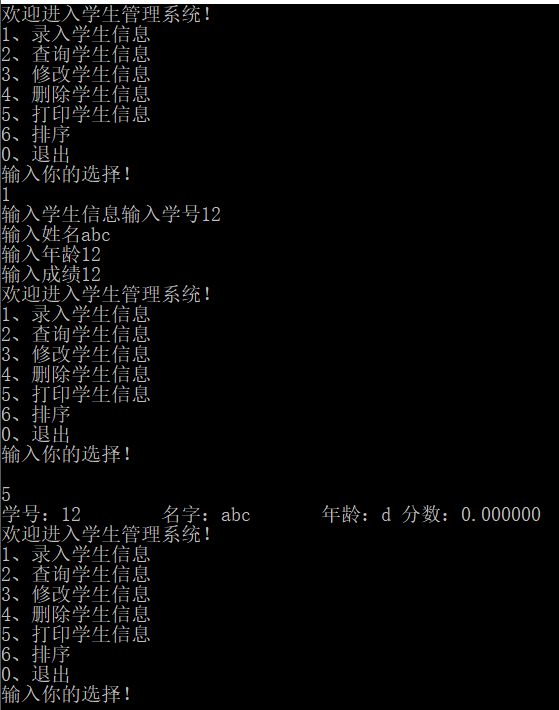 欢迎进入学生管理系统!
1、录入学生信息
2、查询学生信息
3、修改学生信息
4、删除学生信息
5、打印学生信息
6、排序
0、退出
输入你的选择!
1
输入学生信息输入学号12
输入姓名abc
输入年龄12
输入成绩12
欢迎进入学生管理系统!
1、录入学生信息
2、查询学生信息
3、修改学生信息
4、删除学生信息
5、打印学生信息
6、排序
0、退出
输入你的选择!
5
学号: 12 名字: abc 年龄: d 分数: 0.000000
欢迎进入学生管理系统!
1、录入学生信息
2、查询学生信息
3、修改学生信息
4、删除学生信息
5、打印学生信息
6、排序
0、退出
输入你的选择!